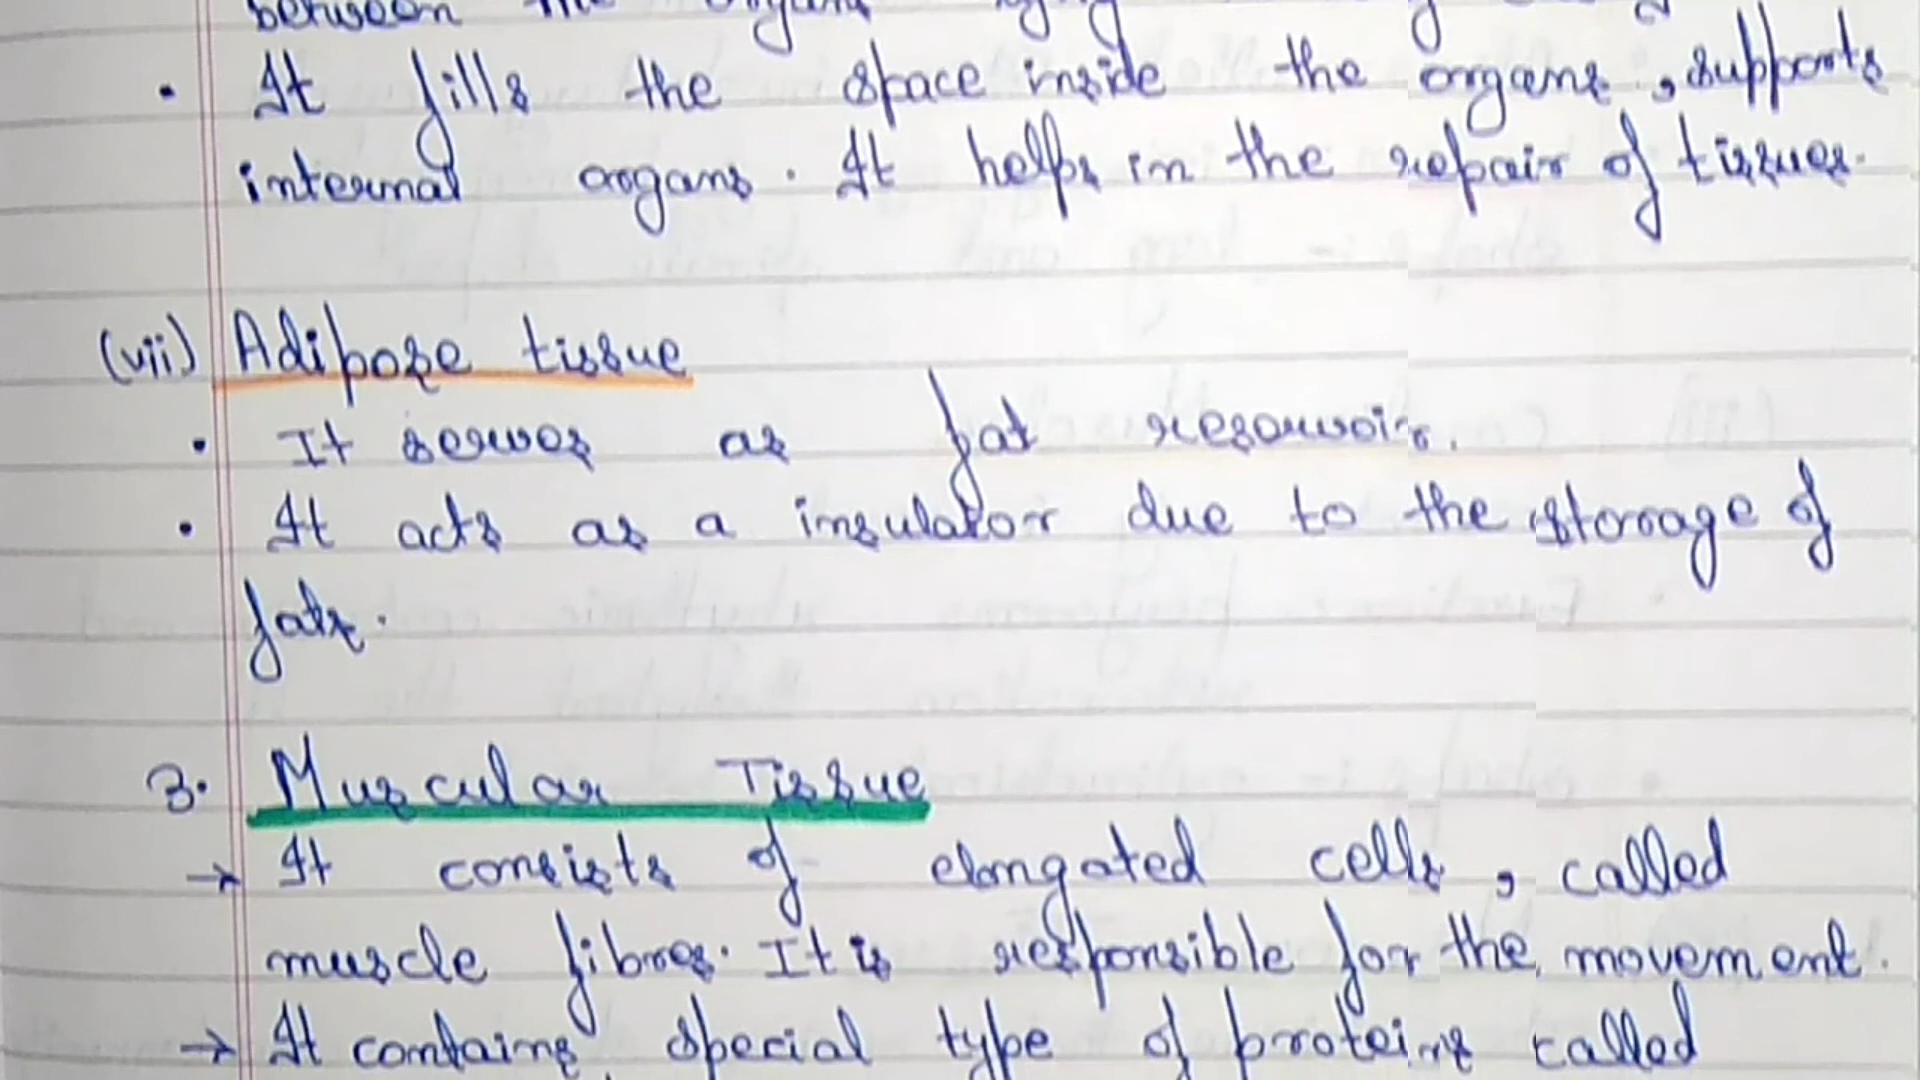 between the organs
• It fills the space inside the organs, supports
internal organs. It helps in the repair of tissues.
(vii) Adipose tissue
• It serves as fat reservoir.
• It acts as a insulator due to the storage of
fats.
3. Muscular Tissue
→ It consists of elongated cells, called
muscle fibres. It is responsible for the movement.
→ It contains special type of proteins called